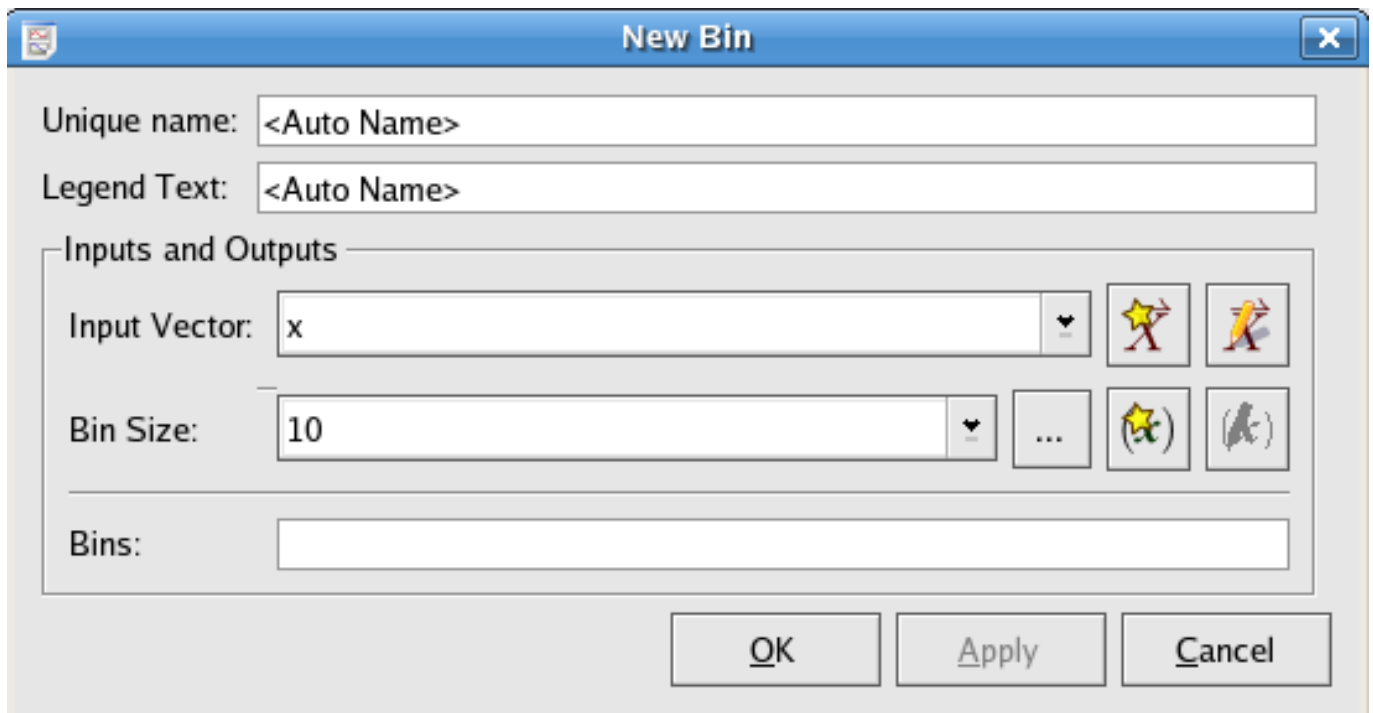 New Bin
Unique name: <Auto Name>
Legend Text: <Auto Name>
Inputs and Outputs
Input Vector: x
Bin Size: 10 ...
Bins:
OK Apply Cancel